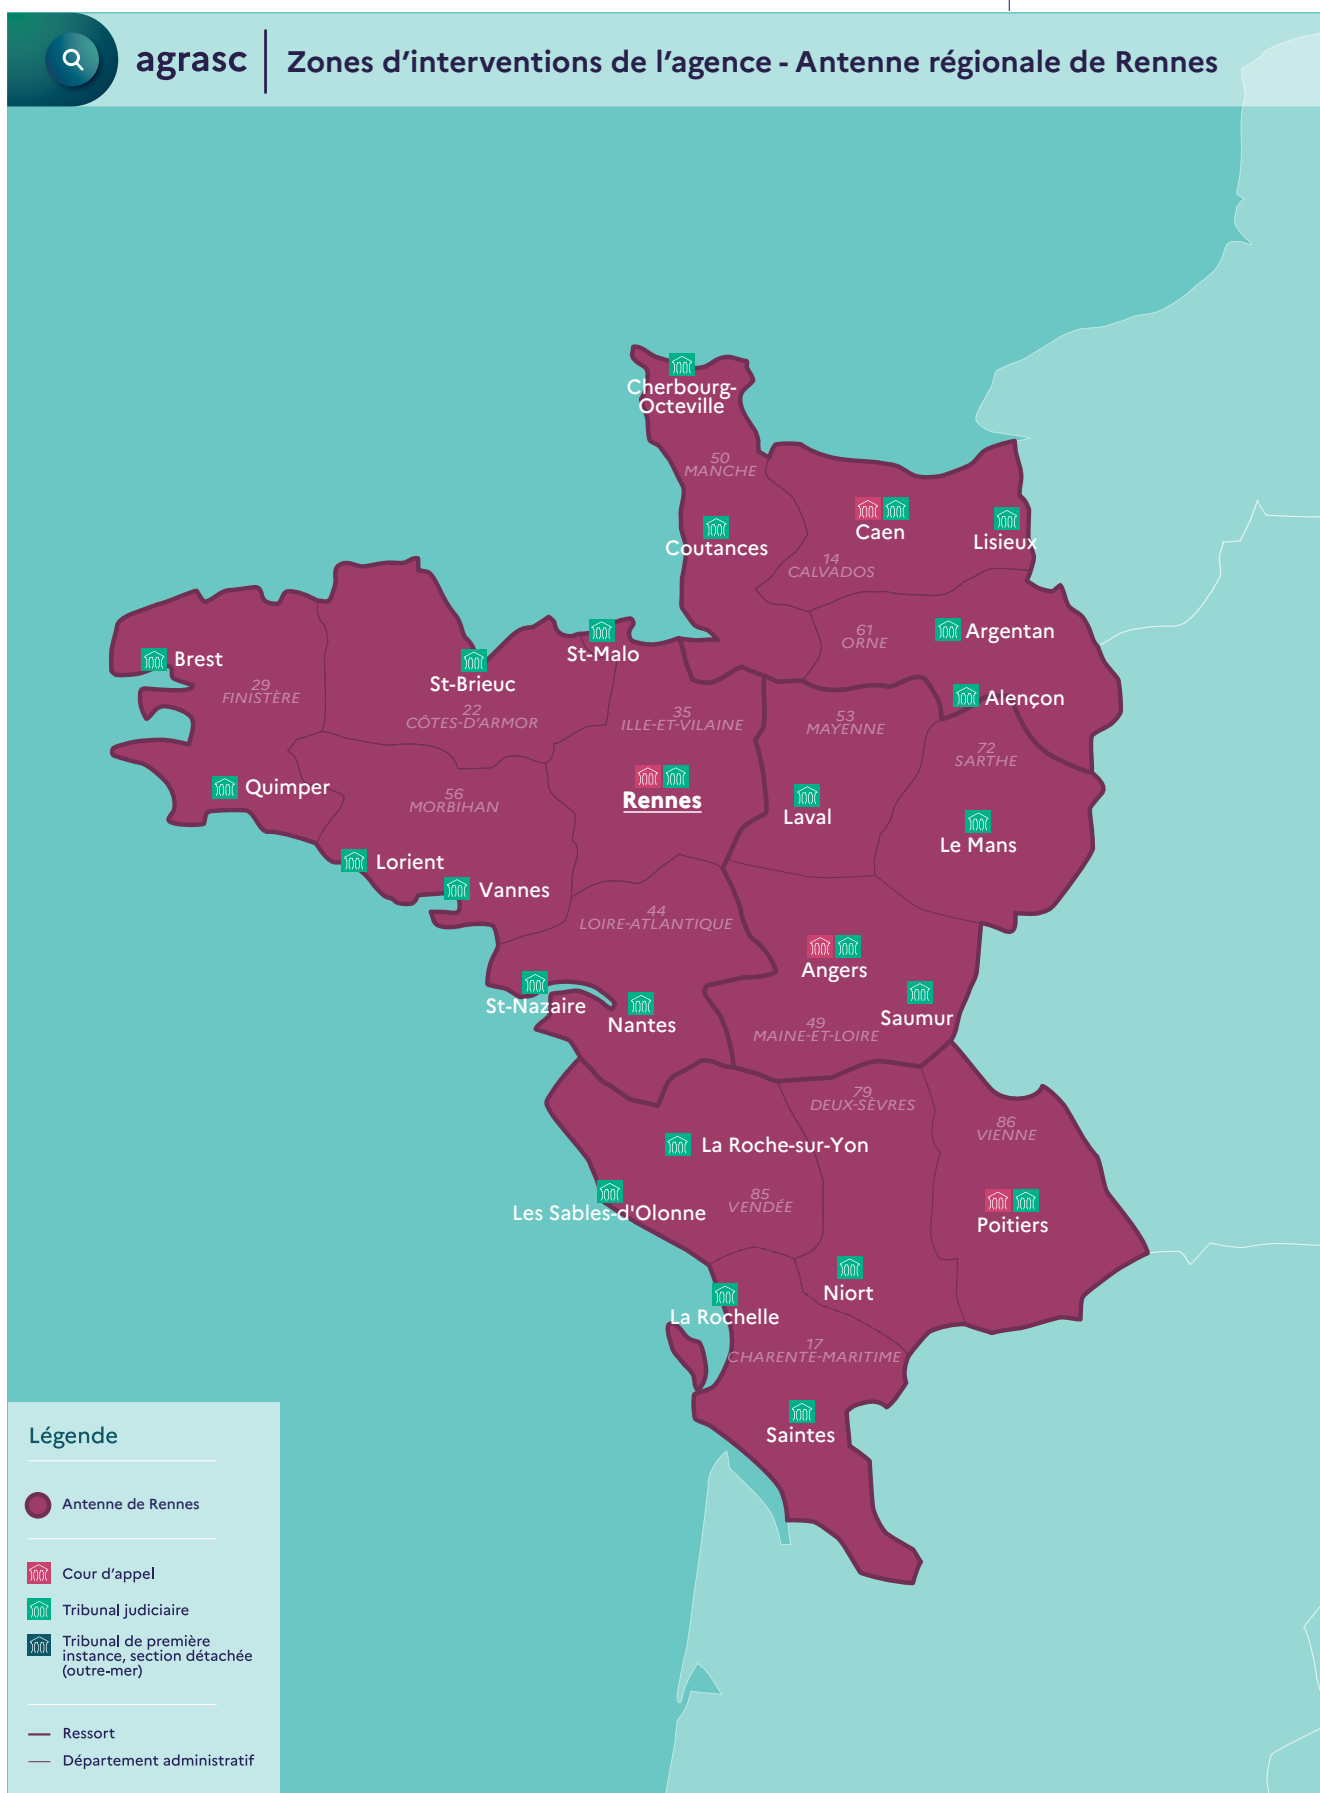 agrasc
Zones d’interventions de l’agence - Antenne régionale de Rennes
Cherbourg-
Octeville
50
MANCHE
Caen
Lisieux
Coutances
14
CALVADOS
61
ORNE
Argentan
St-Malo
Brest
St-Brieuc
29
FINISTÈRE
22
CÔTES-D’ARMOR
35
ILLE-ET-VILAINE
53
MAYENNE
Alençon
72
SARTHE
Quimper
56
MORBIHAN
Rennes
Laval
Le Mans
Lorient
Vannes
44
LOIRE-ATLANTIQUE
Angers
St-Nazaire
Nantes
49
MAINE-ET-LOIRE
Saumur
79
DEUX-SÈVRES
86
VIENNE
La Roche-sur-Yon
85
VENDÉE
Les Sables-d'Olonne
Poitiers
Niort
La Rochelle
17
CHARENTE-MARITIME
Saintes
Légende
Antenne de Rennes
Cour d’appel
Tribunal judiciaire
Tribunal de première
instance, section détachée
(outre-mer)
Ressort
Département administratif